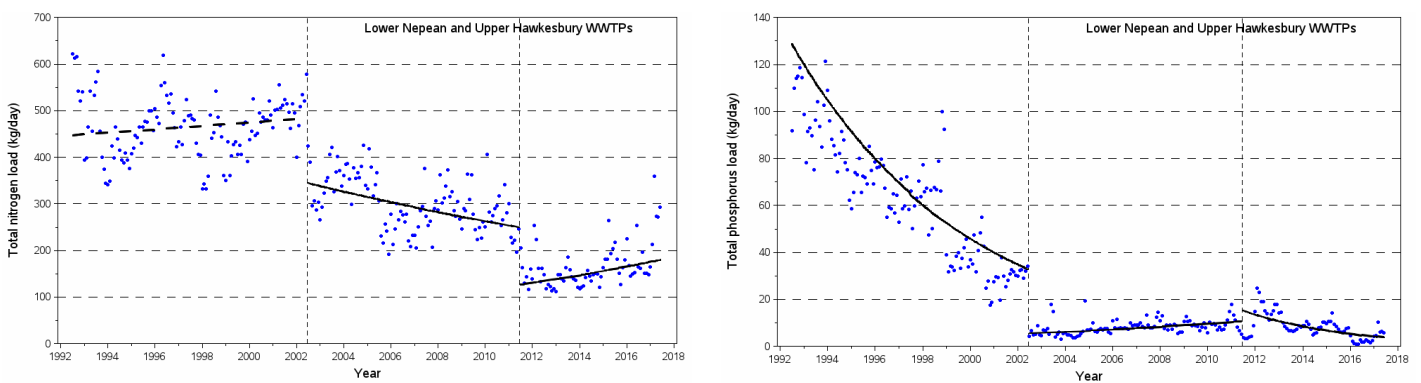 Lower Nepean and Upper Hawkesbury WWTPs
Total nitrogen load (kg/day)
700
600
500
400
300
200
100
0
1992 1994 1996 1998 2000 2002 2004 2006 2008 2010 2012 2014 2016 2018
Year
Lower Nepean and Upper Hawkesbury WWTPs
Total phosphorus load (kg/day)
140
120
100
80
60
40
20
0
1992 1994 1996 1998 2000 2002 2004 2006 2008 2010 2012 2014 2016 2018
Year